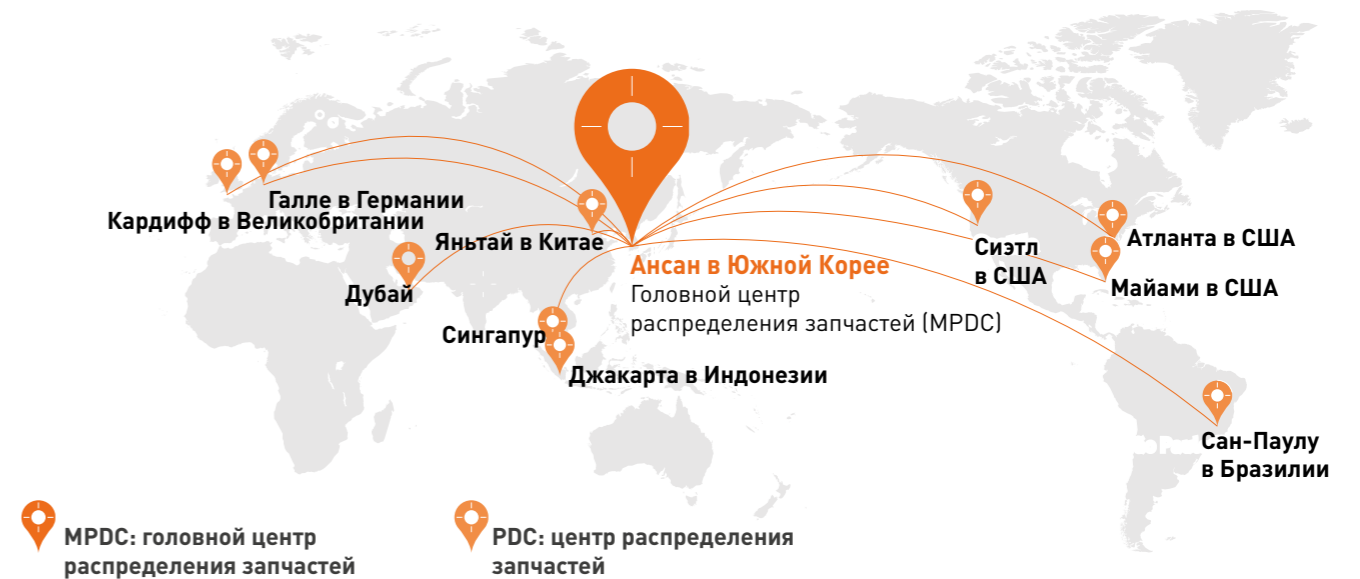 Галле в Германии
Кардифф в Великобритании
Яньтай в Китае
Дубай
Ансан в Южной Корее
Головной центр
распределения запчастей (MPDC)
Сингапур
Джакарта в Индонезии
Сиэтл
в США
Атланта в США
Майами в США
Сан-Паулу
в Бразилии
MPDC: головной центр
распределения запчастей
PDC: центр распределения
запчастей